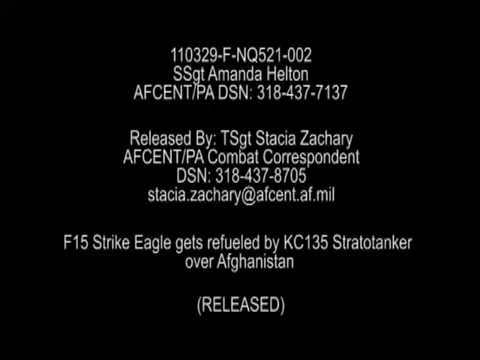 110329-F-NQ521-002
SSgt Amanda Helton
AFCENT/PA DSN: 318-437-7137
Released By: TSgt Stacia Zachary
AFCENT/PA Combat Correspondent
DSN: 318-437-8705
stacia.zachary@afcent.af.mil
F15 Strike Eagle gets refueled by KC135 Stratotanker
over Afghanistan
(RELEASED)